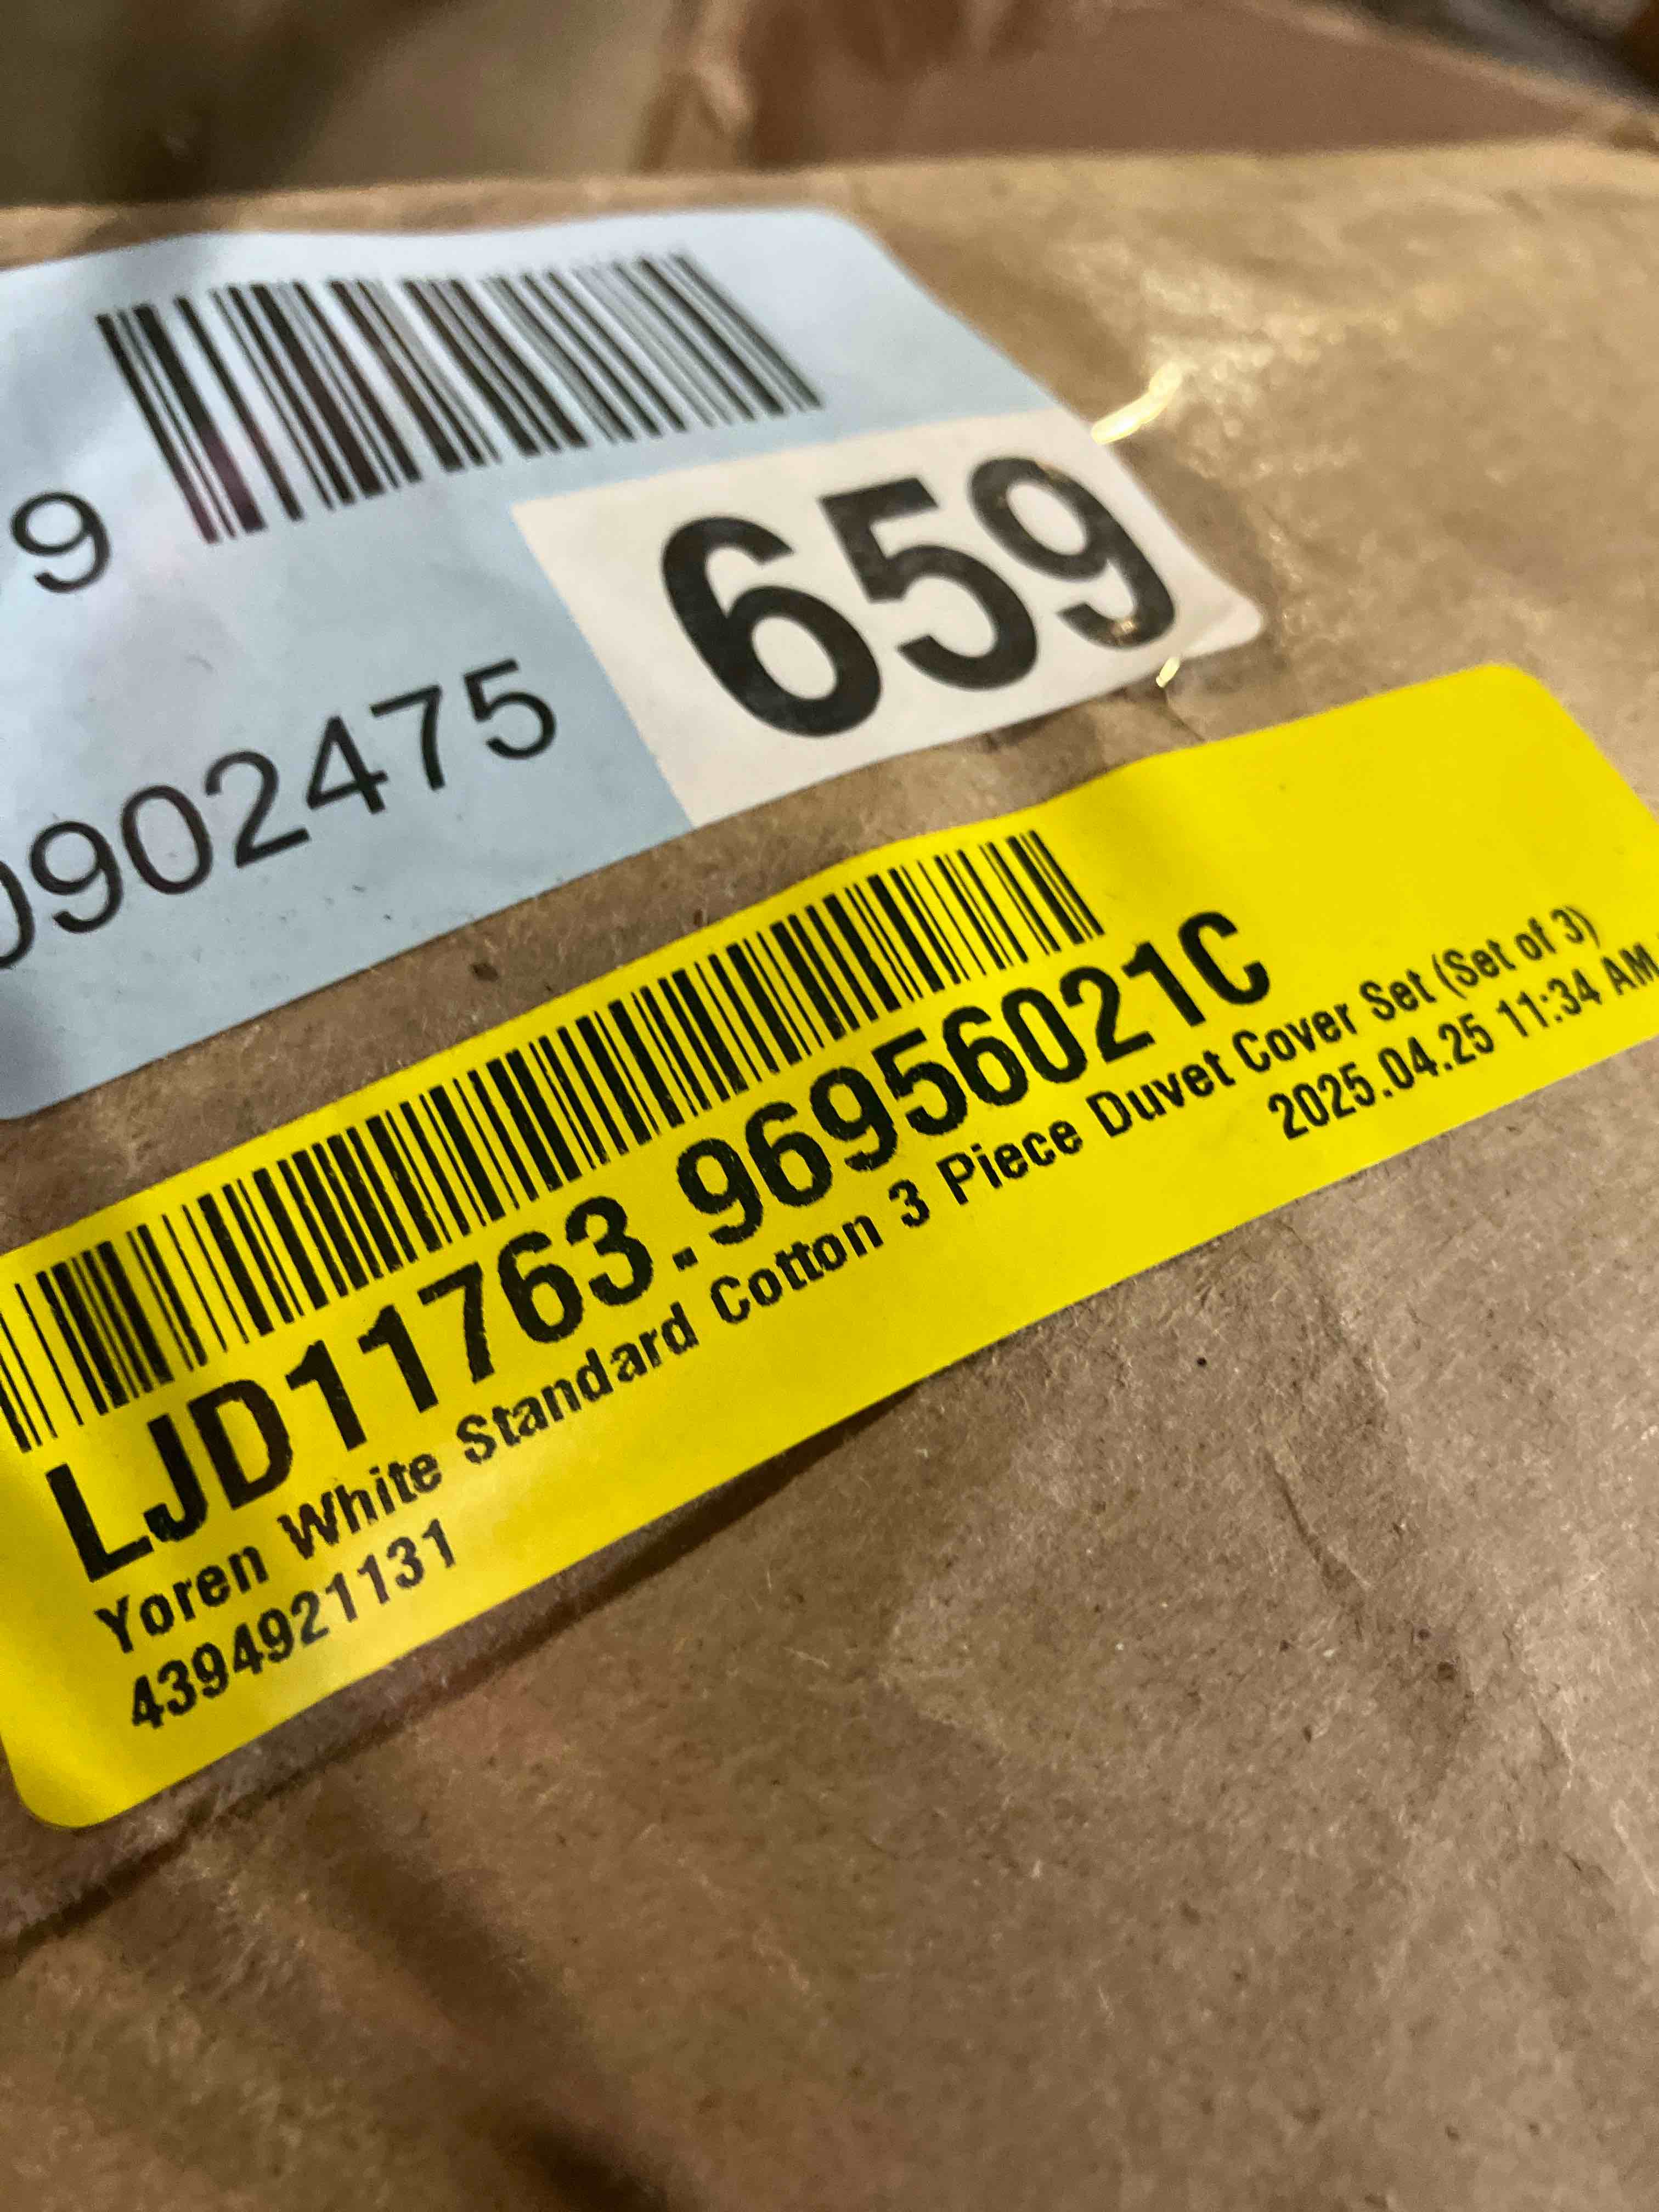 9
659
0902475
LJD11763.96956021C
Yoren White Standard Cotton 3 Piece Duvet Cover Set (Set of 3)
4394921131
2025.04.25 11:34 AM